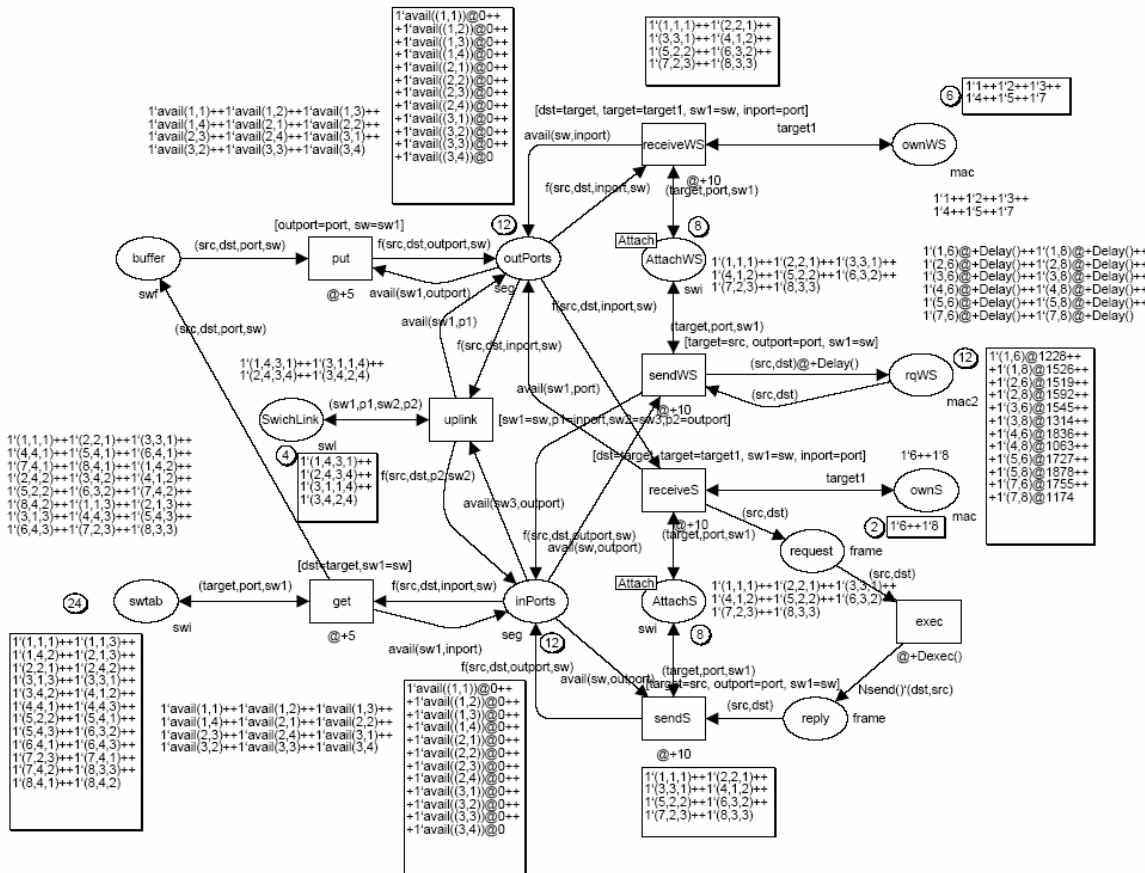 1`avail((1,1))@0++
+1`avail((1,2))@0++
+1`avail((1,3))@0++
+1`avail((1,4))@0++
+1`avail((2,1))@0++
+1`avail((2,2))@0++
+1`avail((2,3))@0++
+1`avail((2,4))@0++
+1`avail((3,1))@0++
+1`avail((3,2))@0++
+1`avail((3,3))@0++
+1`avail((3,4))@0
1`(1,1,1)++1`(2,2,1)++
1`(3,3,1)++1`(4,1,2)++
1`(5,2,2)++1`(6,3,2)++
1`(7,2,3)++1`(8,3,3)
6
1`1++1`2++1`3++
1`4++1`5++1`7
1`avail(1,1)++1`avail(1,2)++1`avail(1,3)++
1`avail(1,4)++1`avail(2,1)++1`avail(2,2)++
1`avail(2,3)++1`avail(2,4)++1`avail(3,1)++
1`avail(3,2)++1`avail(3,3)++1`avail(3,4)
[dst=target, target=target1, sw1=sw, inport=port]
avail(sw,inport)
receiveWS
target1
ownWS
mac
@+10
f(src,dst,inport,sw)
(target,port,sw1)
1`1++1`2++1`3++
1`4++1`5++1`7
[outport=port, sw=sw1]
12
8
Attach
buffer
(src,dst,port,sw)
put
f(src,dst,outport,sw)
outPorts
AttachWS
1`(1,1,1)++1`(2,2,1)++1`(3,3,1)++
1`(4,1,2)++1`(5,2,2)++1`(6,3,2)++
1`(7,2,3)++1`(8,3,3)
swf
@+5
avail(sw1,outport)
seg
swi
1`(1,6)@+Delay()++1`(1,8)@+Delay()++
1`(2,6)@+Delay()++1`(2,8)@+Delay()++
1`(3,6)@+Delay()++1`(3,8)@+Delay()++
1`(4,6)@+Delay()++1`(4,8)@+Delay()++
1`(5,6)@+Delay()++1`(5,8)@+Delay()++
1`(7,6)@+Delay()++1`(7,8)@+Delay()
(src,dst,port,sw)
avail(sw1,p1)
f(src,dst,inport,sw)
f(src,dst,inport,sw)
(target,port,sw1)
[target=src, outport=port, sw1=sw]
1`(1,4,3,1)++1`(3,1,1,4)++
1`(2,4,3,4)++1`(3,4,2,4)
avail(sw1,port)
sendWS
(src,dst)@+Delay()
(src,dst)
rqWS
mac2
12
1`(1,6)@1228++
+1`(1,8)@1526++
+1`(2,6)@1519++
+1`(2,8)@1592++
+1`(3,6)@1545++
+1`(3,8)@1314++
+1`(4,6)@1836++
+1`(4,8)@1063++
+1`(5,6)@1727++
+1`(5,8)@1878++
+1`(7,6)@1755++
+1`(7,8)@1174
@+10
SwichLink
(sw1,p1,sw2,p2)
uplink
[sw1=sw,p1=inport,sw2=sw3,p2=outport]
swl
4
1`(1,4,3,1)++
1`(2,4,3,4)++
1`(3,1,1,4)++
1`(3,4,2,4)
1`(1,1,1)++1`(2,2,1)++1`(3,3,1)++
1`(4,4,1)++1`(5,4,1)++1`(6,4,1)++
1`(7,4,1)++1`(8,4,1)++1`(1,4,2)++
1`(2,4,2)++1`(3,4,2)++1`(4,1,2)++
1`(5,2,2)++1`(6,3,2)++1`(7,4,2)++
1`(8,4,2)++1`(1,1,3)++1`(2,1,3)++
1`(3,1,3)++1`(4,4,3)++1`(5,4,3)++
1`(6,4,3)++1`(7,2,3)++1`(8,3,3)
f(src,dst,p2,sw2)
avail(sw3,outport)
[dst=target, target=target1, sw1=sw, inport=port]
receiveS
target1
1`6++1`8
ownS
mac
2
1`6++1`8
@+10
(target,port,sw1)
(src,dst)
f(src,dst,outport,sw)
avail(sw,outport)
request
frame
(src,dst)
[dst=target,sw1=sw]
24
swtab
(target,port,sw1)
get
f(src,dst,inport,sw)
inPorts
Attach
AttachS
1`(1,1,1)++1`(2,2,1)++1`(3,3,1)++
1`(4,1,2)++1`(5,2,2)++1`(6,3,2)++
1`(7,2,3)++1`(8,3,3)
exec
swi
@+5
avail(sw1,inport)
seg
12
swi
8
@+Dexec()
1`(1,1,1)++1`(1,1,3)++
1`(1,4,2)++1`(2,1,3)++
1`(2,2,1)++1`(2,4,2)++
1`(3,1,3)++1`(3,3,1)++
1`(3,4,2)++1`(4,1,2)++
1`(4,4,1)++1`(4,4,3)++
1`(5,2,2)++1`(5,4,1)++
1`(5,4,3)++1`(6,3,2)++
1`(6,4,1)++1`(6,4,3)++
1`(7,2,3)++1`(7,4,1)++
1`(7,4,2)++1`(8,3,3)++
1`(8,4,1)++1`(8,4,2)
f(src,dst,outport,sw)
avail(sw,outport)
(target,port,sw1)
[target=src, outport=port, sw1=sw]
Nsend()`(dst,src)
1`avail(1,1)++1`avail(1,2)++1`avail(1,3)++
1`avail(1,4)++1`avail(2,1)++1`avail(2,2)++
1`avail(2,3)++1`avail(2,4)++1`avail(3,1)++
1`avail(3,2)++1`avail(3,3)++1`avail(3,4)
1`avail((1,1))@0++
+1`avail((1,2))@0++
+1`avail((1,3))@0++
+1`avail((1,4))@0++
+1`avail((2,1))@0++
+1`avail((2,2))@0++
+1`avail((2,3))@0++
+1`avail((2,4))@0++
+1`avail((3,1))@0++
+1`avail((3,2))@0++
+1`avail((3,3))@0++
+1`avail((3,4))@0
sendS
(src,dst)
reply
frame
@+10
1`(1,1,1)++1`(2,2,1)++
1`(3,3,1)++1`(4,1,2)++
1`(5,2,2)++1`(6,3,2)++
1`(7,2,3)++1`(8,3,3)